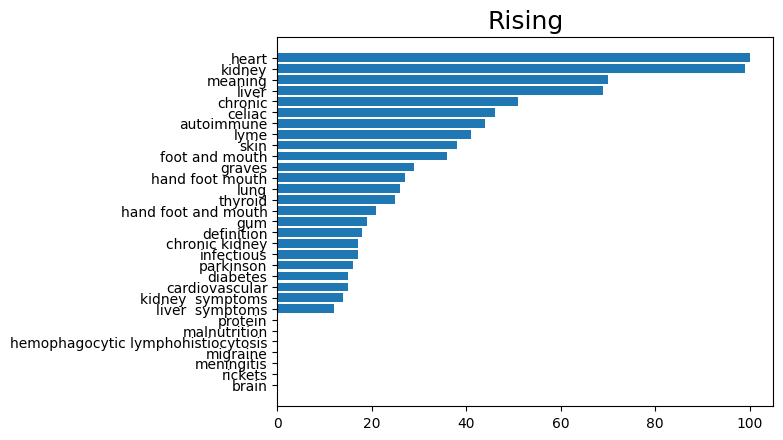 Rising
heart
kidney
meaning
liver
chronic
celiac
autoimmune
lyme
skin
foot and mouth
graves
hand foot mouth
lung
thyroid
hand foot and mouth
gum
definition
chronic kidney
infectious
parkinson
diabetes
cardiovascular
kidney  symptoms
liver  symptoms
protein
malnutrition
hemophagocytic lymphohistiocytosis
migraine
meningitis
rickets
brain
0 20 40 60 80 100